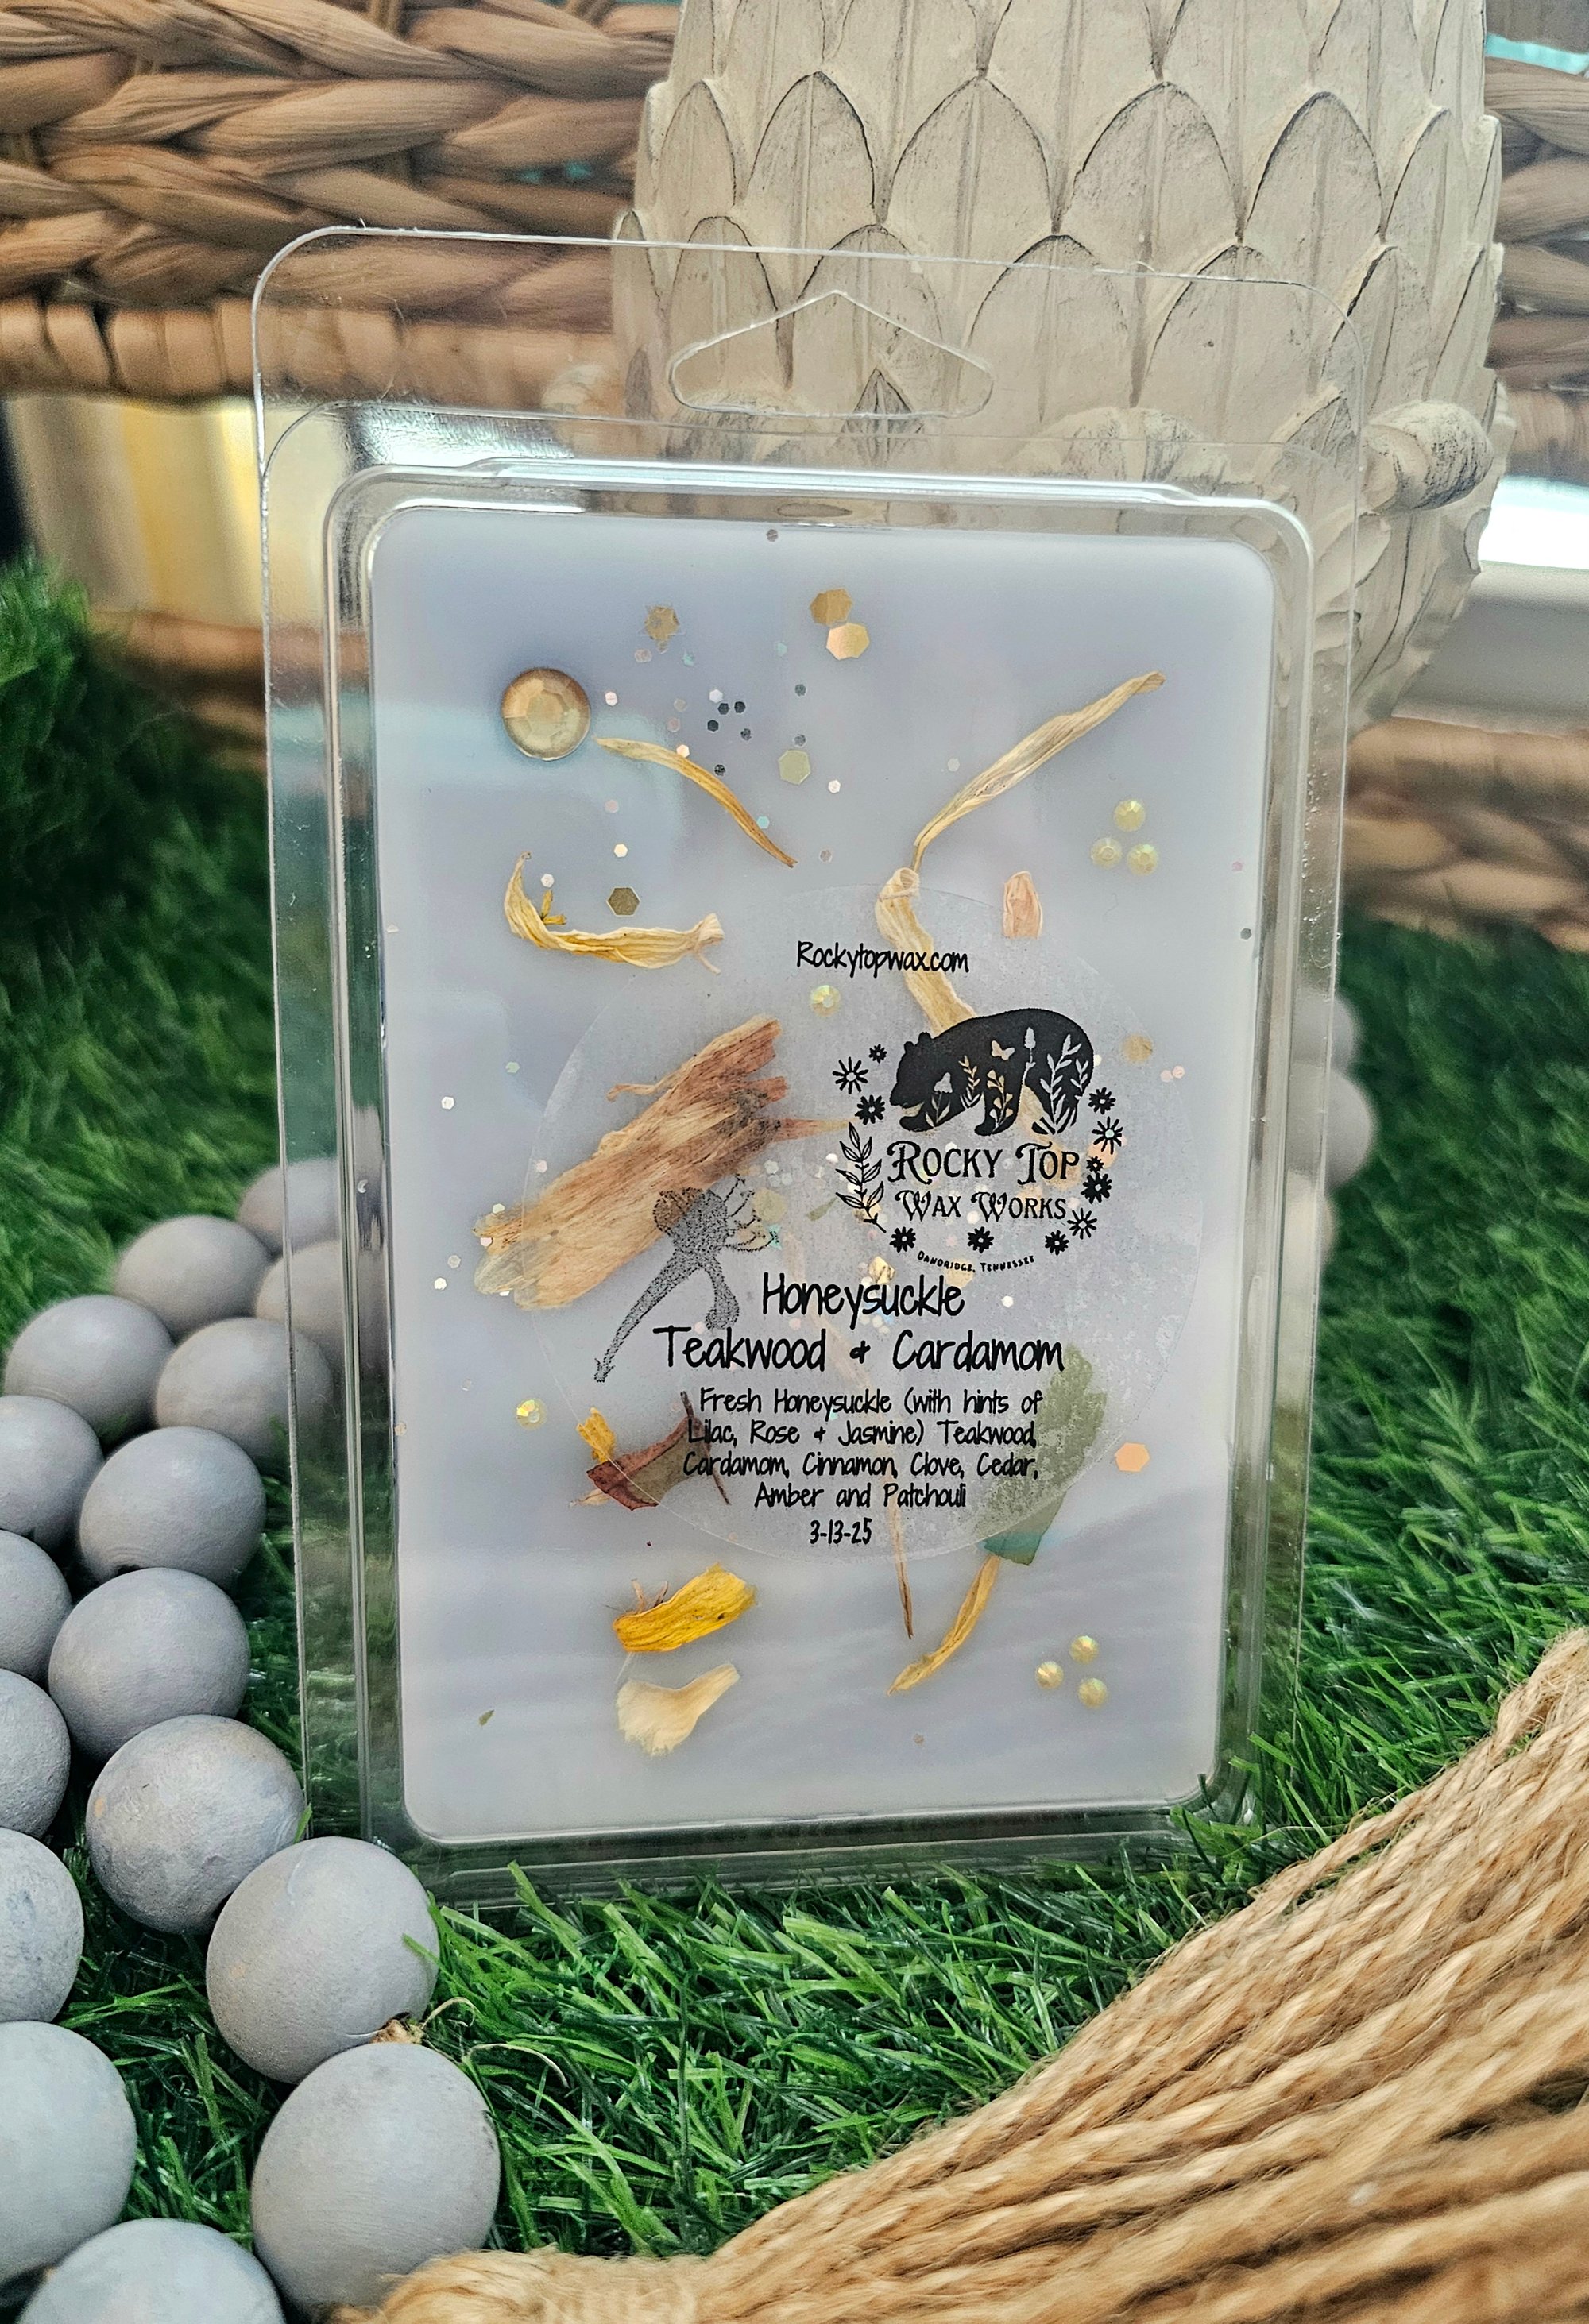 Rockytopwax.com
ROCKY TOP
WAX WORKS
DANDRIDGE, TENNESSEE
Honeysuckle
Teakwood + Cardamom
Fresh Honeysuckle (with hints of
Lilac, Rose + Jasmine) Teakwood,
Cardamom, Cinnamon, Clove, Cedar,
Amber and Patchouli
3-13-25